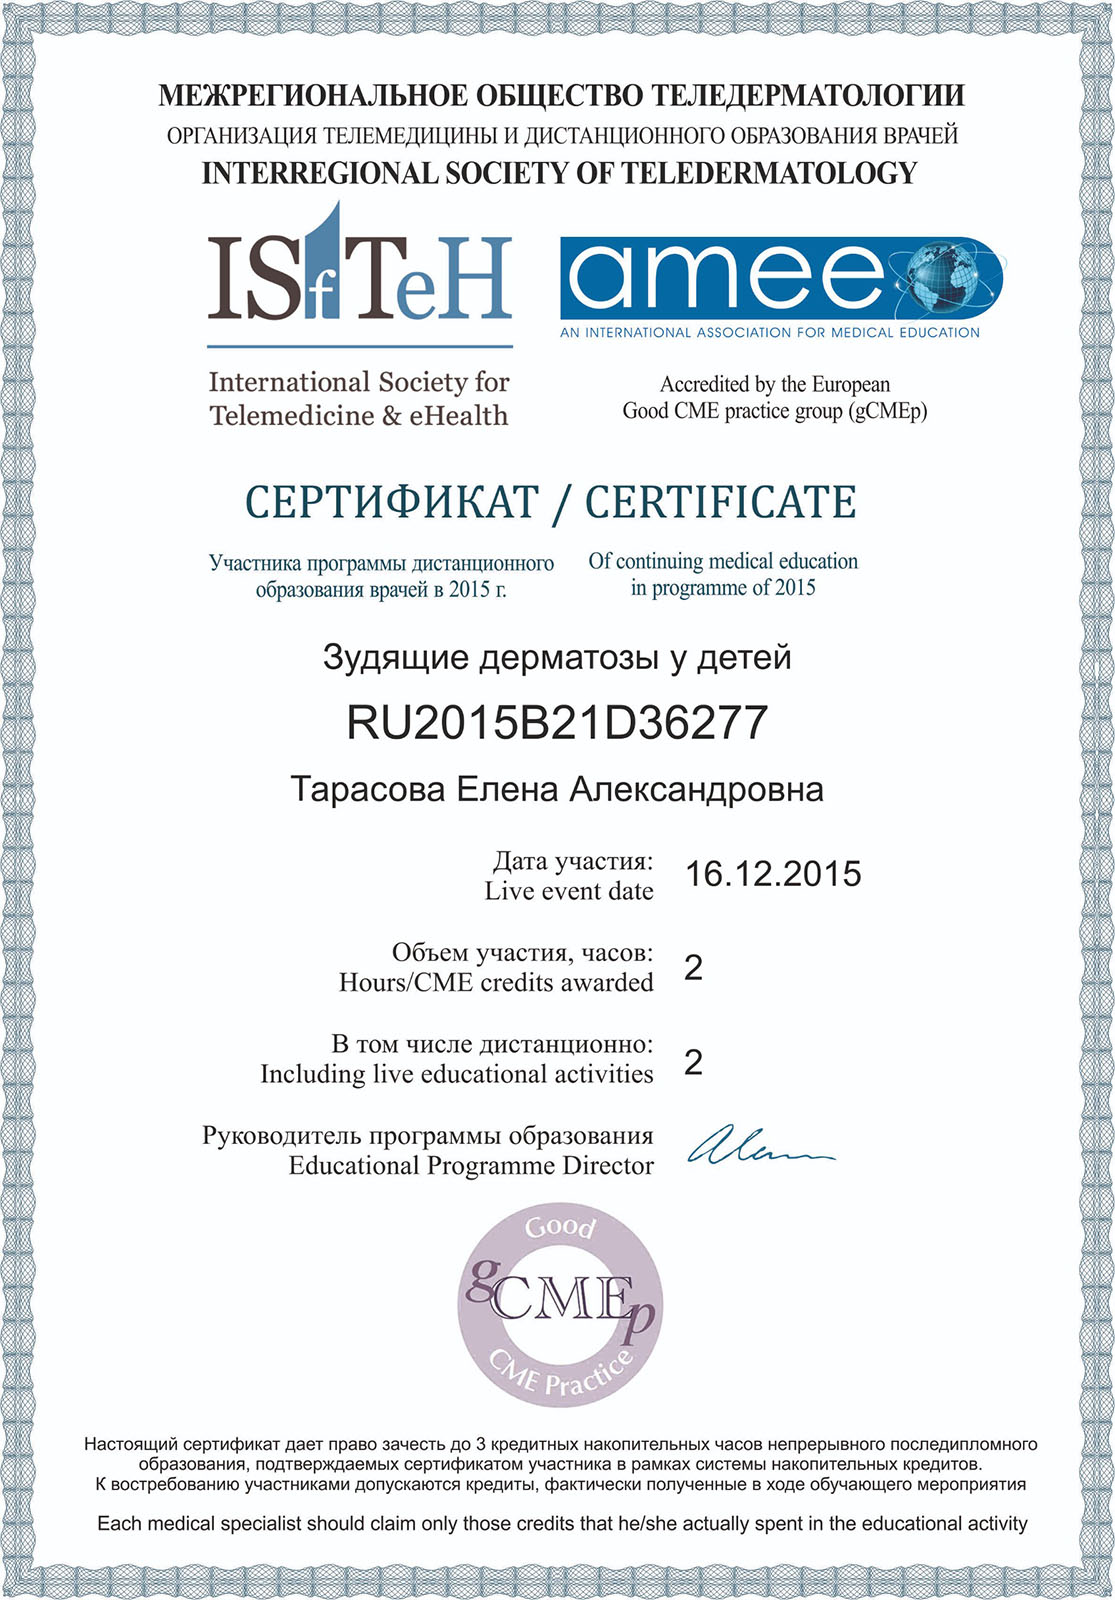 МЕЖРЕГИОНАЛЬНОЕ ОБЩЕСТВО ТЕЛЕДЕРМАТОЛОГИИ
ОРГАНИЗАЦИЯ ТЕЛЕМЕДИЦИНЫ И ДИСТАНЦИОННОГО ОБРАЗОВАНИЯ ВРАЧЕЙ
INTERREGIONAL SOCIETY OF TELEDERMATOLOGY
ISfTeH
International Society for
Telemedicine & eHealth
amee
AN INTERNATIONAL ASSOCIATION FOR MEDICAL EDUCATION
Accredited by the European
Good CME practice group (gCMEp)
СЕРТИФИКАТ / CERTIFICATE
Участника программы дистанционного
образования врачей в 2015 г.
Of continuing medical education
in programme of 2015
Зудящие дерматозы у детей
RU2015B21D36277
Тарасова Елена Александровна
Дата участия:
Live event date
16.12.2015
Объем участия, часов:
Hours/CME credits awarded
2
В том числе дистанционно:
Including live educational activities
2
Руководитель программы образования
Educational Programme Director
Good
gCMEp
CME Practice
Настоящий сертификат дает право зачесть до 3 кредитных накопительных часов непрерывного последипломного
образования, подтверждаемых сертификатом участника в рамках системы накопительных кредитов.
К востребованию участниками допускаются кредиты, фактически полученные в ходе обучающего мероприятия
Each medical specialist should claim only those credits that he/she actually spent in the educational activity